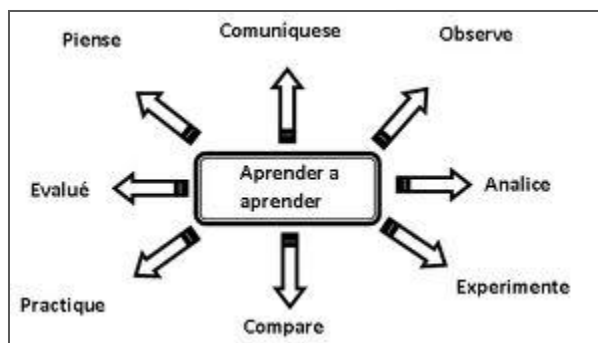 Piense
Comuniquese
Observe
Evalué
Aprender a
aprender
Analice
Practique
Compare
Experimente